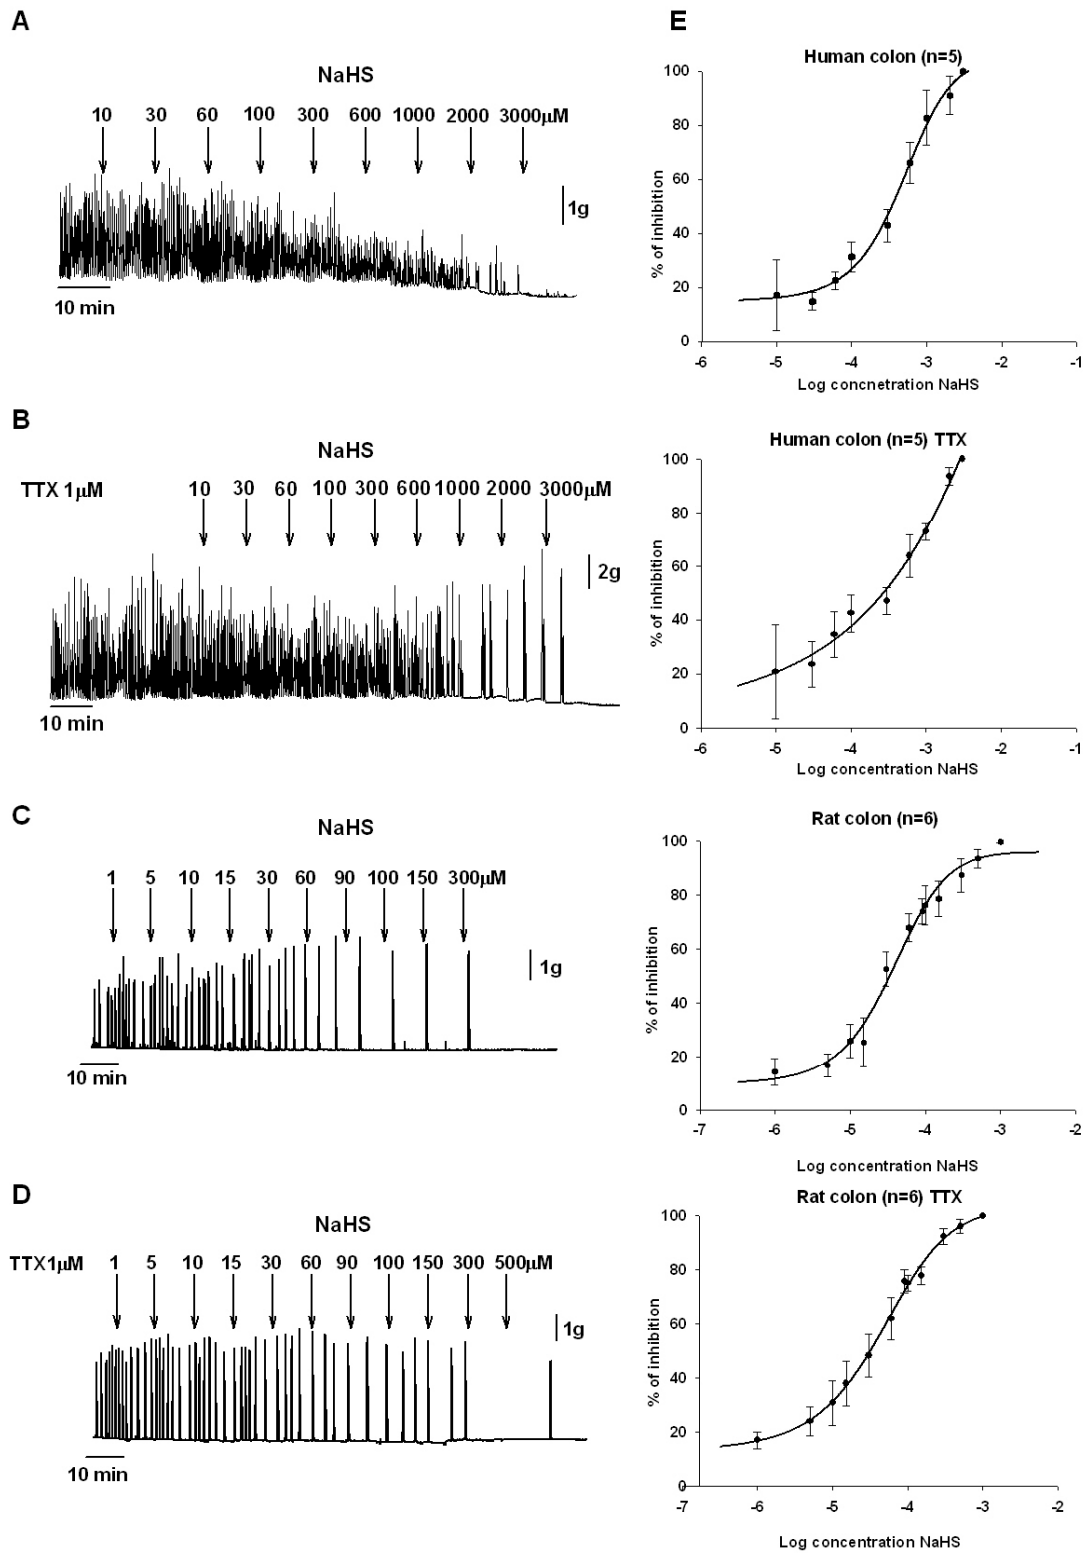 A
NaHS
10 30 60 100 300 600 1000 2000 3000μM
1g
10 min
B
NaHS
TTX 1μM 10 30 60 100 300 600 1000 2000 3000μM
2g
10 min
C
NaHS
1 5 10 15 30 60 90 100 150 300μM
1g
10 min
D
NaHS
TTX1μM 1 5 10 15 30 60 90 100 150 300 500μM
1g
10 min
E
Human colon (n=5)
100
80
60
40
20
0
% of inhibition
-6 -5 -4 -3 -2 -1
Log concnetration NaHS
Human colon (n=5) TTX
100
80
60
40
20
0
% of inhibition
-6 -5 -4 -3 -2 -1
Log concentration NaHS
Rat colon (n=6)
100
80
60
40
20
0
% of inhibition
-7 -6 -5 -4 -3 -2
Log concentration NaHS
Rat colon (n=6) TTX
100
80
60
40
20
0
% of inhibition
-7 -6 -5 -4 -3 -2
Log concentration NaHS